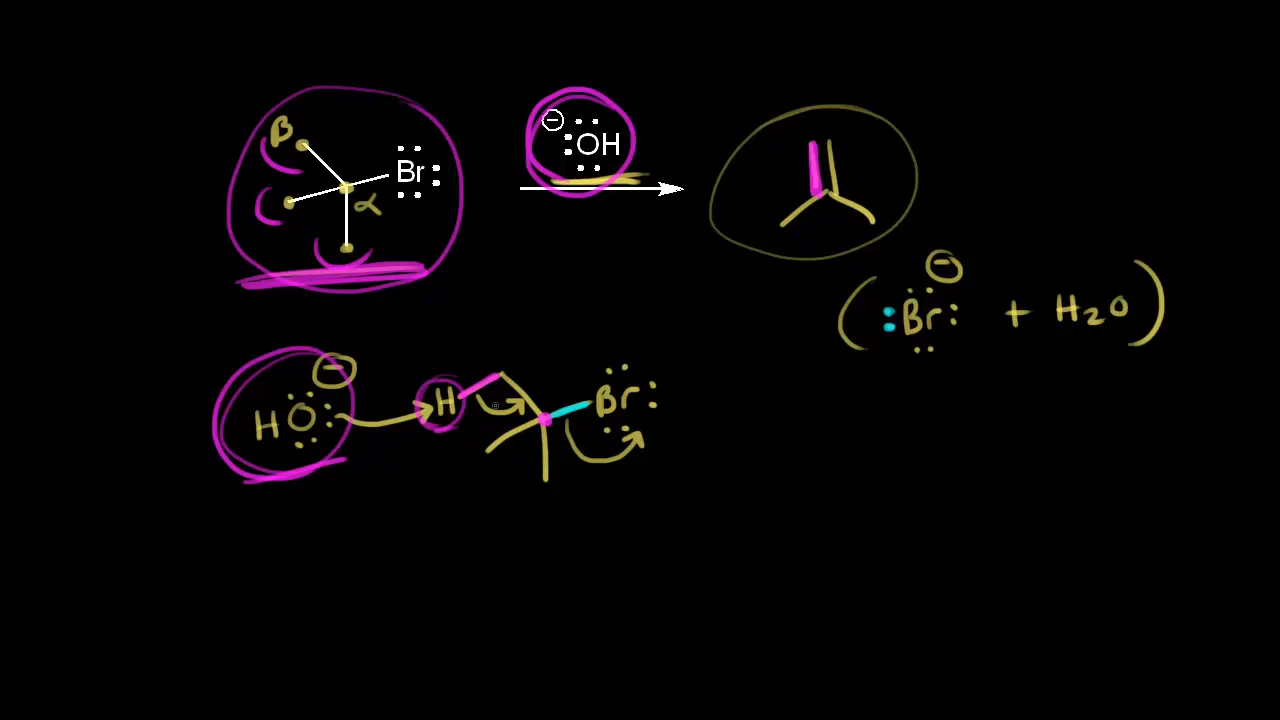 β
Br
α
⊖
:OH
⊖
( :Br: + H₂O )
⊖
HO: H Br: